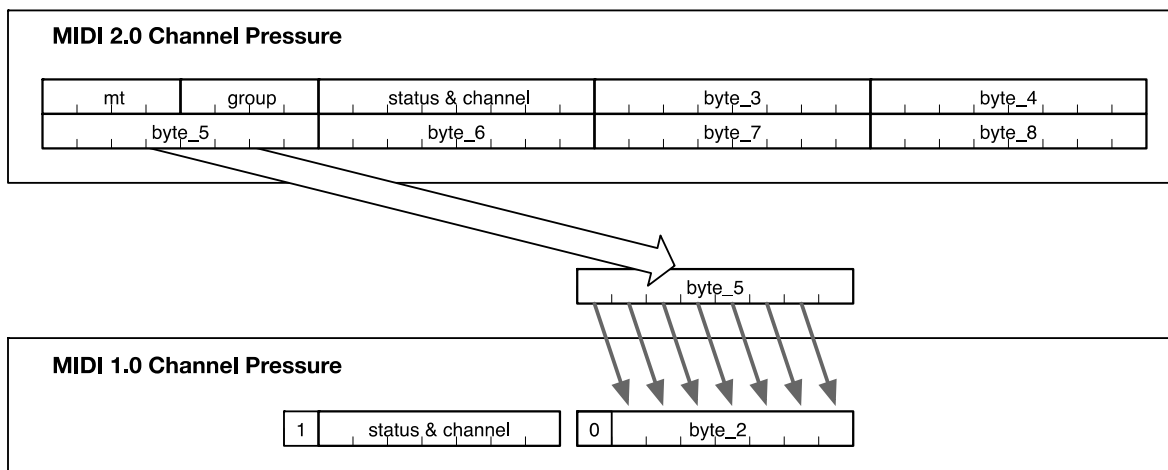 MIDI 2.0 Channel Pressure
mt group status & channel byte_3 byte_4
byte_5 byte_6 byte_7 byte_8
byte_5
MIDI 1.0 Channel Pressure
1 status & channel 0 byte_2